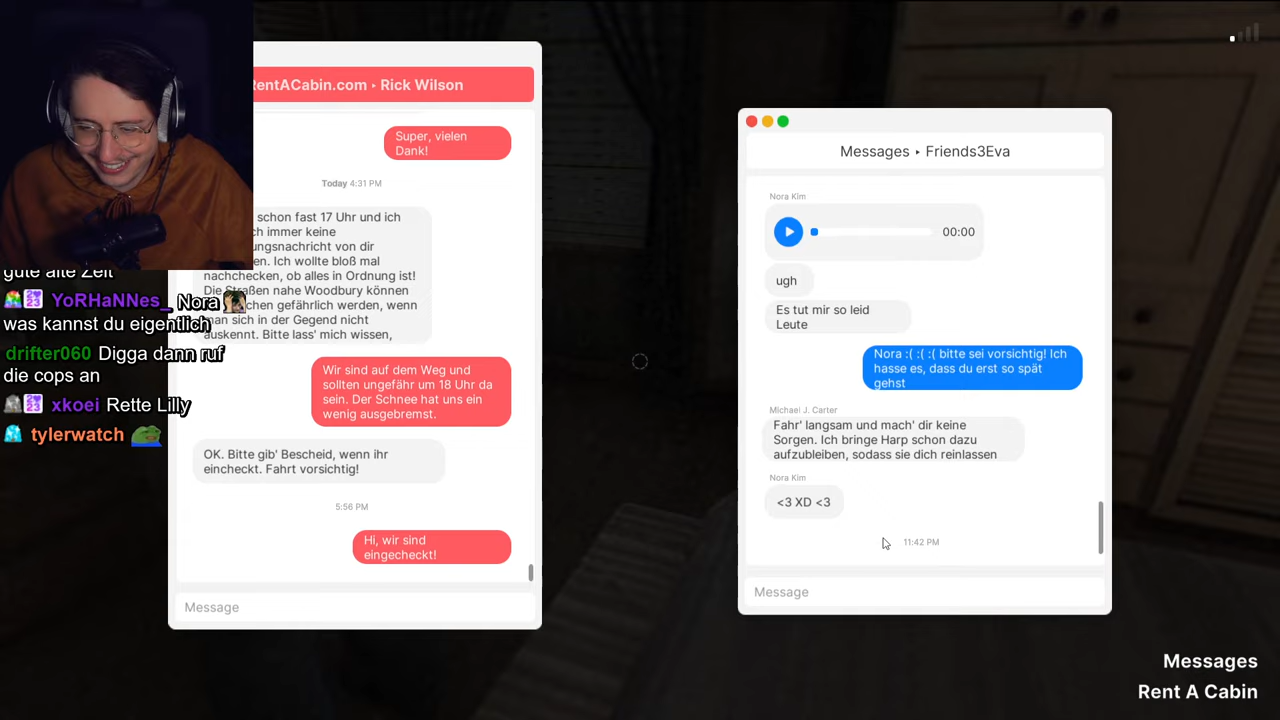 RentACabin.com ▸ Rick Wilson
Super, vielen
Dank!
Today 4:31 PM
schon fast 17 Uhr und ich
immer keine
von dir
Ich wollte bloß mal
nachchecken, ob alles in Ordnung ist!
Die Straßen nahe Woodbury können
gefährlich werden, wenn
man sich in der Gegend nicht
auskennt. Bitte lass' mich wissen,
Wir sind auf dem Weg und
sollten ungefähr um 18 Uhr da
sein. Der Schnee hat uns ein
wenig ausgebremst.
OK. Bitte gib' Bescheid, wenn ihr
eincheckt. Fahrt vorsichtig!
5:56 PM
Hi, wir sind
eingecheckt!
Message
gute alte Zeit
YoRHaNNes_ Nora
was kannst du eigentlich
drifter060 Digga dann ruf
die cops an
xkoei Rette Lilly
tylerwatch
Messages ▸ Friends3Eva
Nora Kim
00:00
ugh
Es tut mir so leid
Leute
Nora :( :( :( bitte sei vorsichtig! Ich
hasse es, dass du erst so spät
gehst
Michael J. Carter
Fahr' langsam und mach' dir keine
Sorgen. Ich bringe Harp schon dazu
aufzubleiben, sodass sie dich reinlassen
Nora Kim
<3 XD <3
11:42 PM
Message
Messages
Rent A Cabin